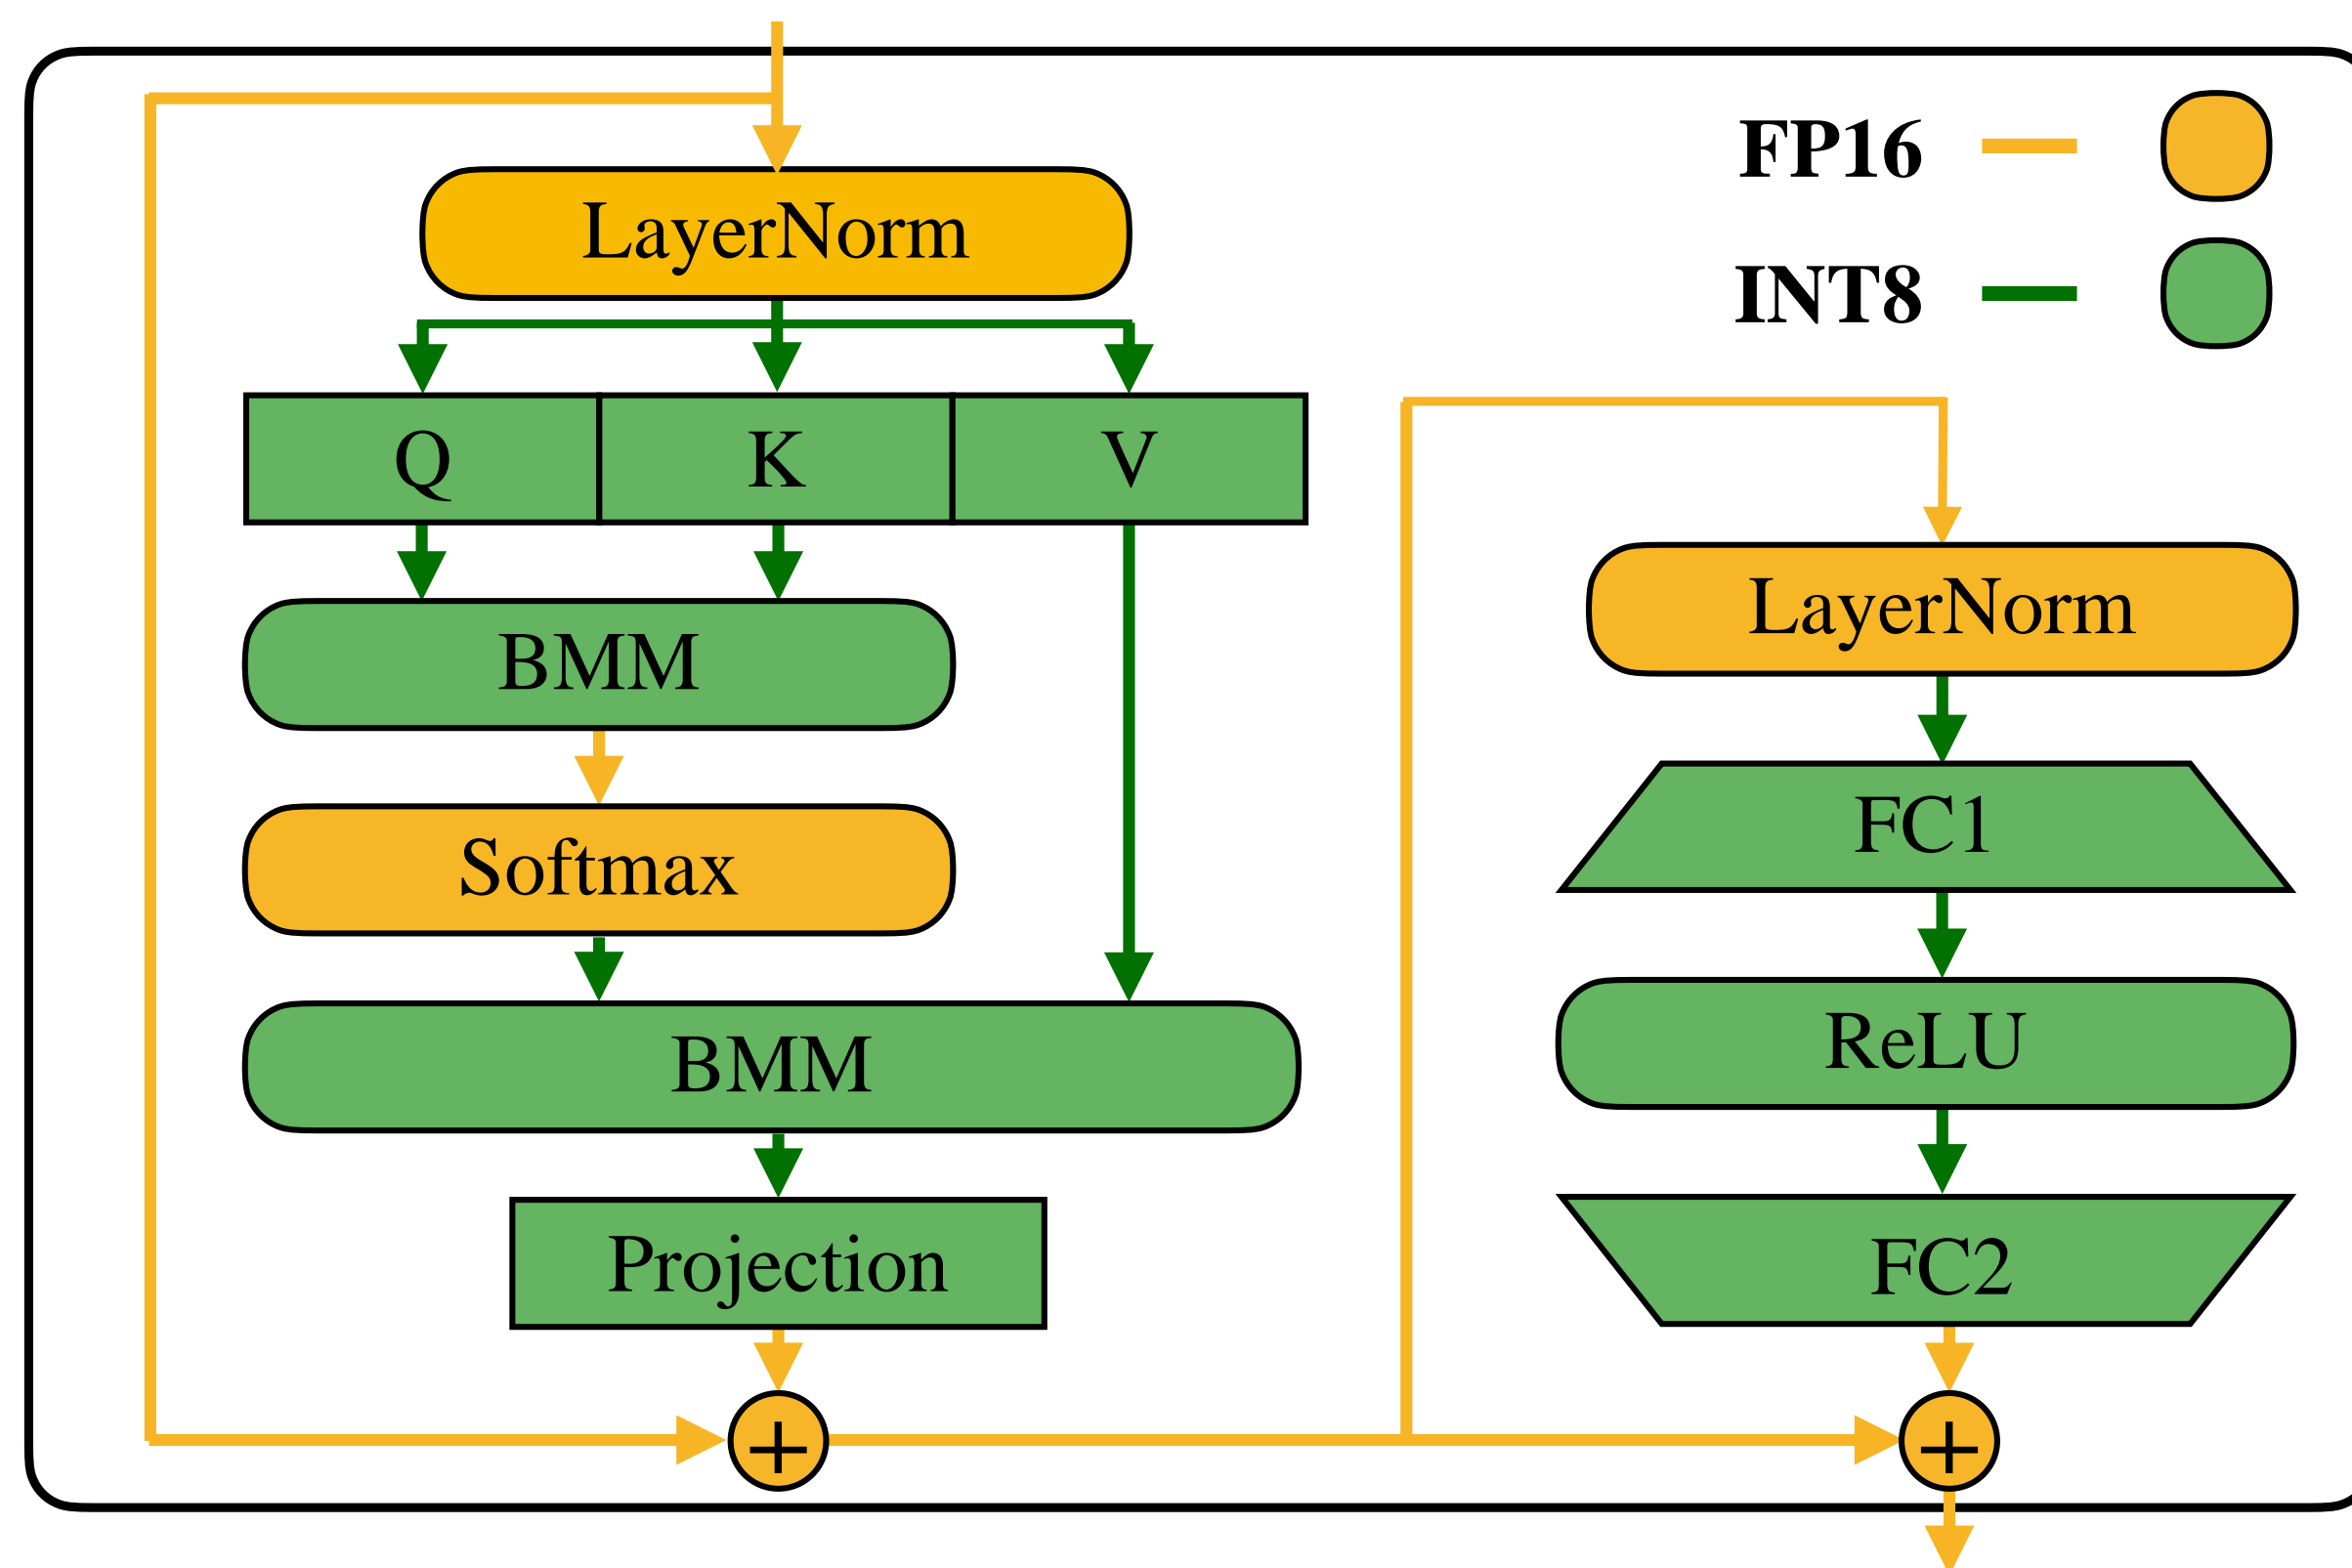 FP16
INT8
LayerNorm
Q K V
BMM
Softmax
BMM
Projection
+
LayerNorm
FC1
ReLU
FC2
+